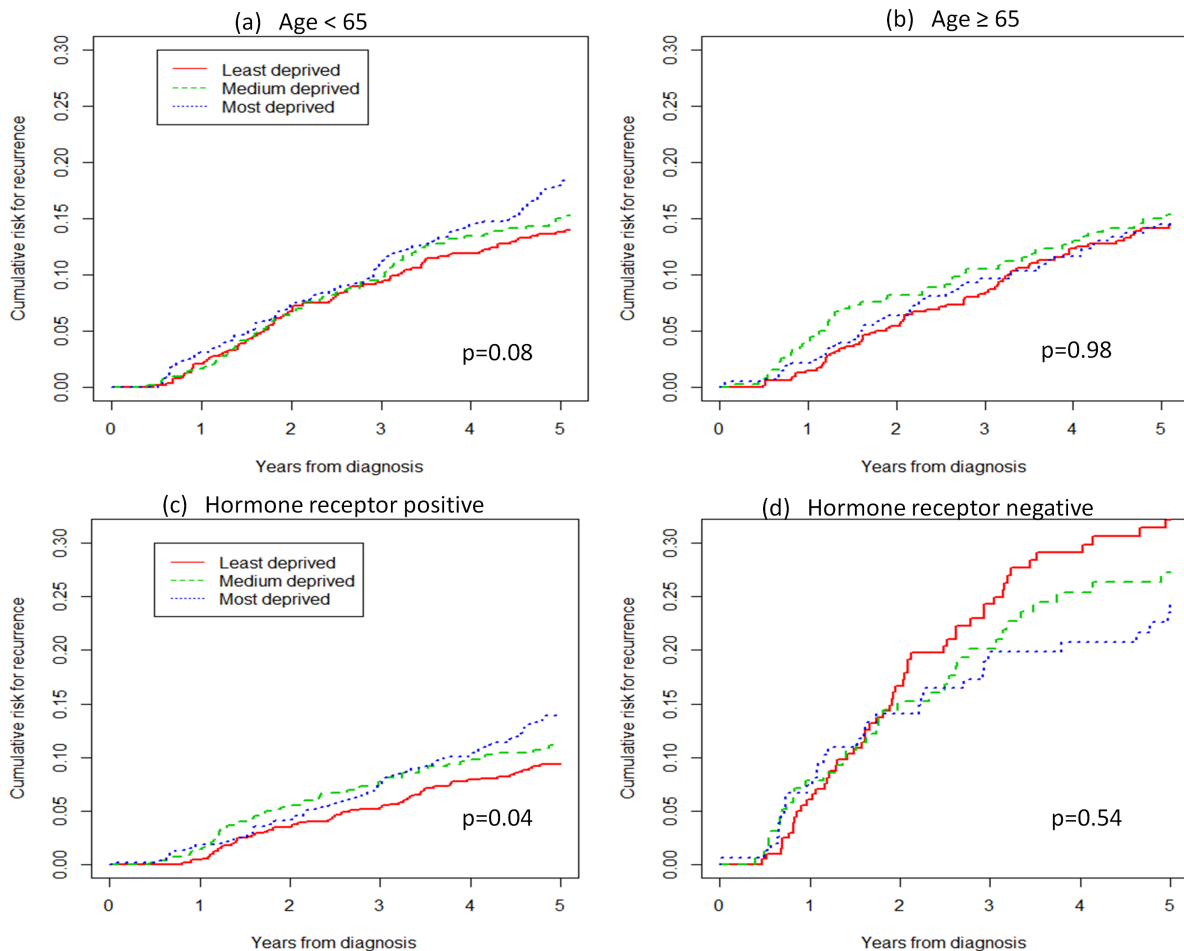 (a) Age < 65
0.30
0.25
0.20
0.15
0.10
0.05
0.00
Cumulative risk for recurrence
Least deprived
Medium deprived
Most deprived
p=0.08
0 1 2 3 4 5
Years from diagnosis
(b) Age ≥ 65
0.30
0.25
0.20
0.15
0.10
0.05
0.00
Cumulative risk for recurrence
p=0.98
0 1 2 3 4 5
Years from diagnosis
(c) Hormone receptor positive
0.30
0.25
0.20
0.15
0.10
0.05
0.00
Cumulative risk for recurrence
Least deprived
Medium deprived
Most deprived
p=0.04
0 1 2 3 4 5
Years from diagnosis
(d) Hormone receptor negative
0.30
0.25
0.20
0.15
0.10
0.05
0.00
Cumulative risk for recurrence
p=0.54
0 1 2 3 4 5
Years from diagnosis